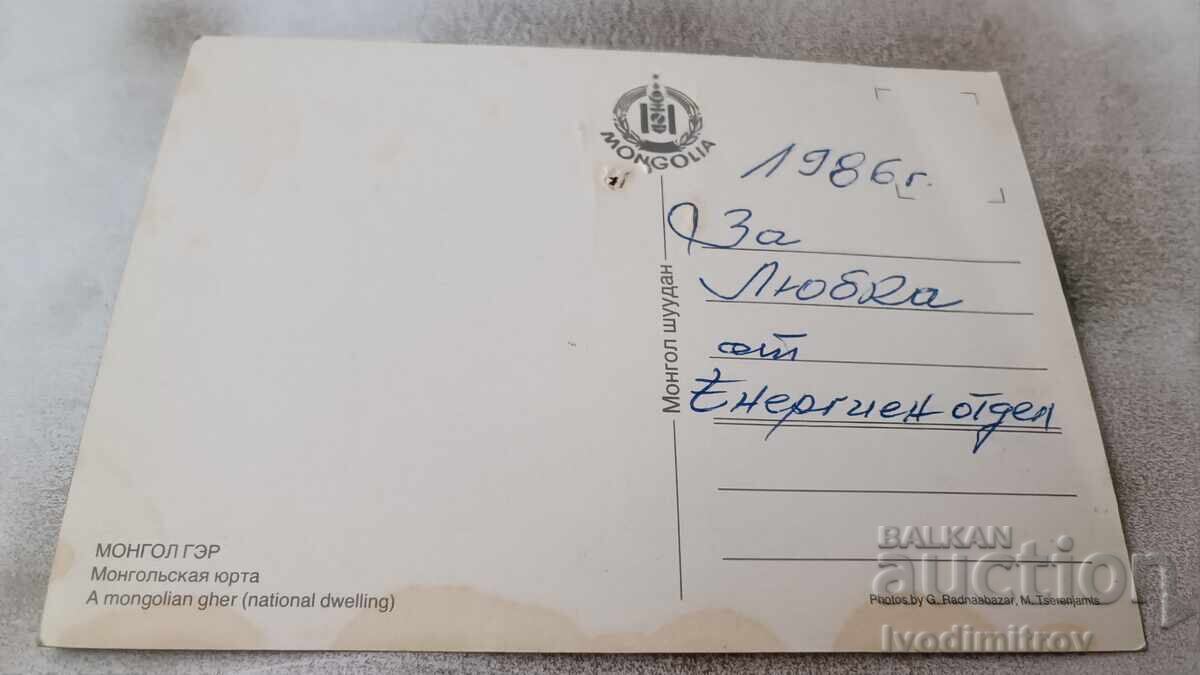 MONGOLIA
1986г.
За
Любка
от
Енергиен отдел
Монгол шуудан
МОНГОЛ ГЭР
Монгольская юрта
A mongolian gher (national dwelling)
Photos by G. Radnaabazar, M. Tserenjamts
BALKAN
auction
Ivodimitrov